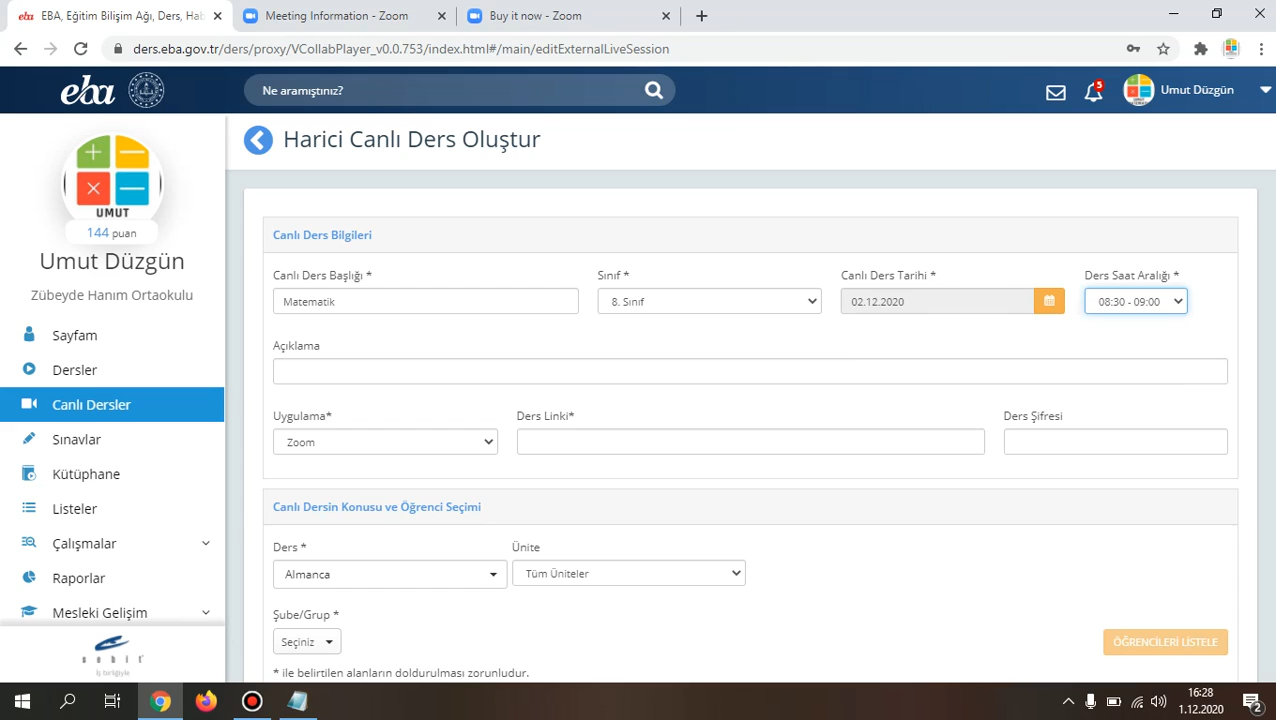 eba EBA, Eğitim Bilişim Ağı, Ders, Hab
Meeting Information - Zoom
Buy it now - Zoom
ders.eba.gov.tr/ders/proxy/VCollabPlayer_v0.0.753/index.html#/main/editExternalLiveSession
eba
Ne aramıştınız?
5
Umut Düzgün
UMUT
144 puan
Umut Düzgün
Zübeyde Hanım Ortaokulu
Sayfam
Dersler
Canlı Dersler
Sınavlar
Kütüphane
Listeler
Çalışmalar
Raporlar
Mesleki Gelişim
sebit
iş birliğiyle
Harici Canlı Ders Oluştur
Canlı Ders Bilgileri
Canlı Ders Başlığı *
Sınıf *
Canlı Ders Tarihi *
Ders Saat Aralığı *
Matematik
8. Sınıf
02.12.2020
08:30 - 09:00
Açıklama
Uygulama*
Ders Linki*
Ders Şifresi
Zoom
Canlı Dersin Konusu ve Öğrenci Seçimi
Ders *
Ünite
Almanca
Tüm Üniteler
Şube/Grup *
Seçiniz
ÖĞRENCİLERİ LİSTELE
* ile belirtilen alanların doldurulması zorunludur.
16:28
1.12.2020
2